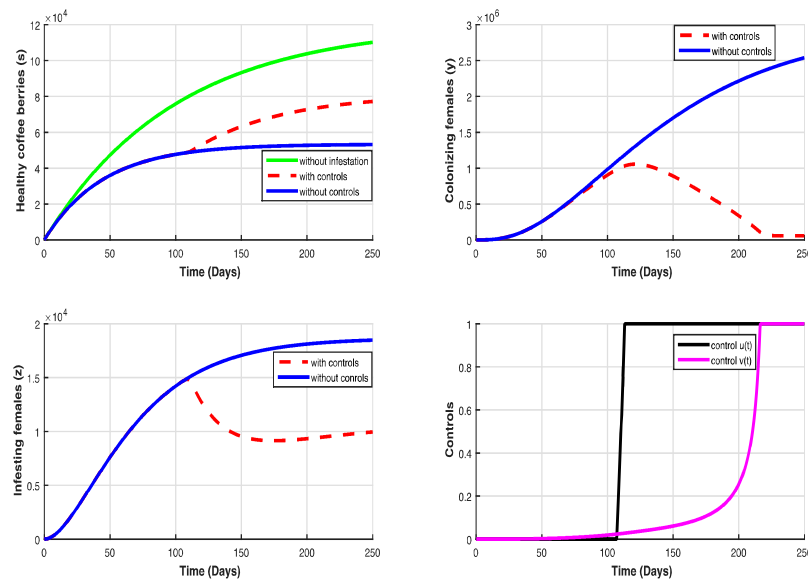 ×10⁴
12
10
8
6
4
2
0
Healthy coffee berries (s)
without infestation
with controls
without controls
0 50 100 150 200 250
Time (Days)
×10⁶
3
2.5
2
1.5
1
0.5
0
Colonizing females (y)
with controls
without controls
0 50 100 150 200 250
Time (Days)
×10⁴
2
1.5
1
0.5
0
Infesting females (z)
with controls
without conrols
0 50 100 150 200 250
Time (Days)
1
0.8
0.6
0.4
0.2
0
Controls
control u(t)
control v(t)
0 50 100 150 200 250
Time (Days)